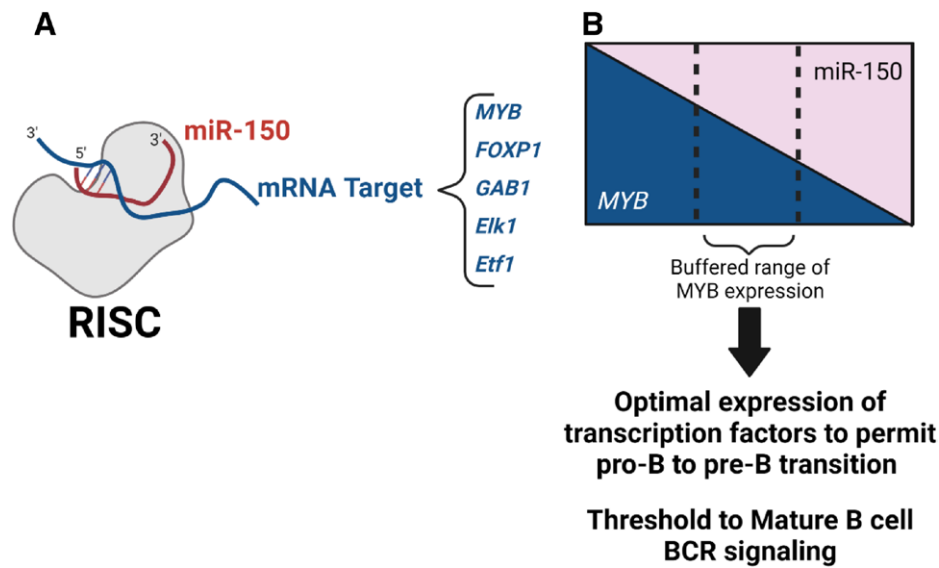 A
3'
5'
3'
miR-150
mRNA Target
MYB
FOXP1
GAB1
Elk1
Etf1
RISC
B
miR-150
MYB
Buffered range of
MYB expression
Optimal expression of
transcription factors to permit
pro-B to pre-B transition
Threshold to Mature B cell
BCR signaling